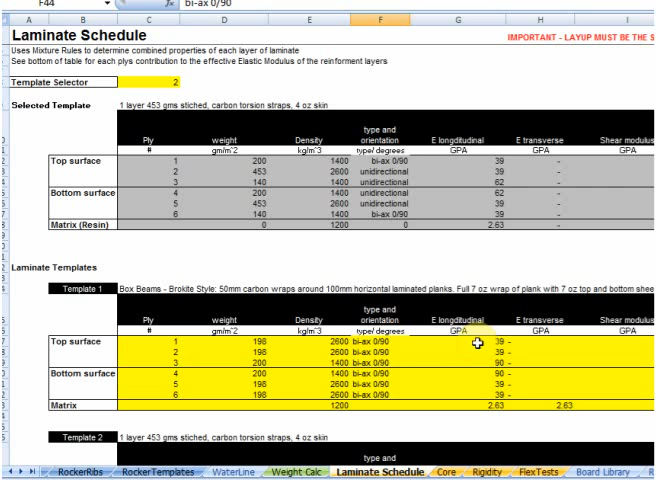 F44 fx bi-ax 0/90
A B C D E F G H I
Laminate Schedule IMPORTANT - LAYUP MUST BE THE S
Uses Mixture Rules to determine combined properties of each layer of laminate
See bottom of table for each plys contribution to the effective Elastic Modulus of the reinforment layers
Template Selector 2
Selected Template 1 layer 453 gms stiched, carbon torsion straps, 4 oz skin
type and
Ply weight Density orientation E longditudinal E transverse Shear modulus
# gm/m^2 kg/m^3 type/ degrees GPA GPA GPA
Top surface 1 200 1400 bi-ax 0/90 39 -
2 453 2600 unidirectional 39 -
3 140 1400 unidirectional 62 -
Bottom surface 4 200 1400 unidirectional 62 -
5 453 2600 unidirectional 39 -
6 140 1400 bi-ax 0/90 39 -
Matrix (Resin) 0 1200 0 2.63 -
Laminate Templates
Template 1 Box Beams - Brokite Style: 50mm carbon wraps around 100mm horizontal laminated planks. Full 7 oz wrap of plank with 7 oz top and bottom shee
type and
Ply weight Density orientation E longditudinal E transverse Shear modulus
# gm/m^2 kg/m^3 type/ degrees GPA GPA GPA
Top surface 1 198 2600 bi-ax 0/90 39 -
2 198 2600 bi-ax 0/90 39 -
3 200 1400 bi-ax 0/90 90 -
Bottom surface 4 200 1400 bi-ax 0/90 90 -
5 198 2600 bi-ax 0/90 39 -
6 198 2600 bi-ax 0/90 39 -
Matrix 1200 2.63 2.63
Template 2 1 layer 453 gms stiched, carbon torsion straps, 4 oz skin
type and
RockerRibs RockerTemplates WaterLine Weight Calc Laminate Schedule Core Rigidity FlexTests Board Library R